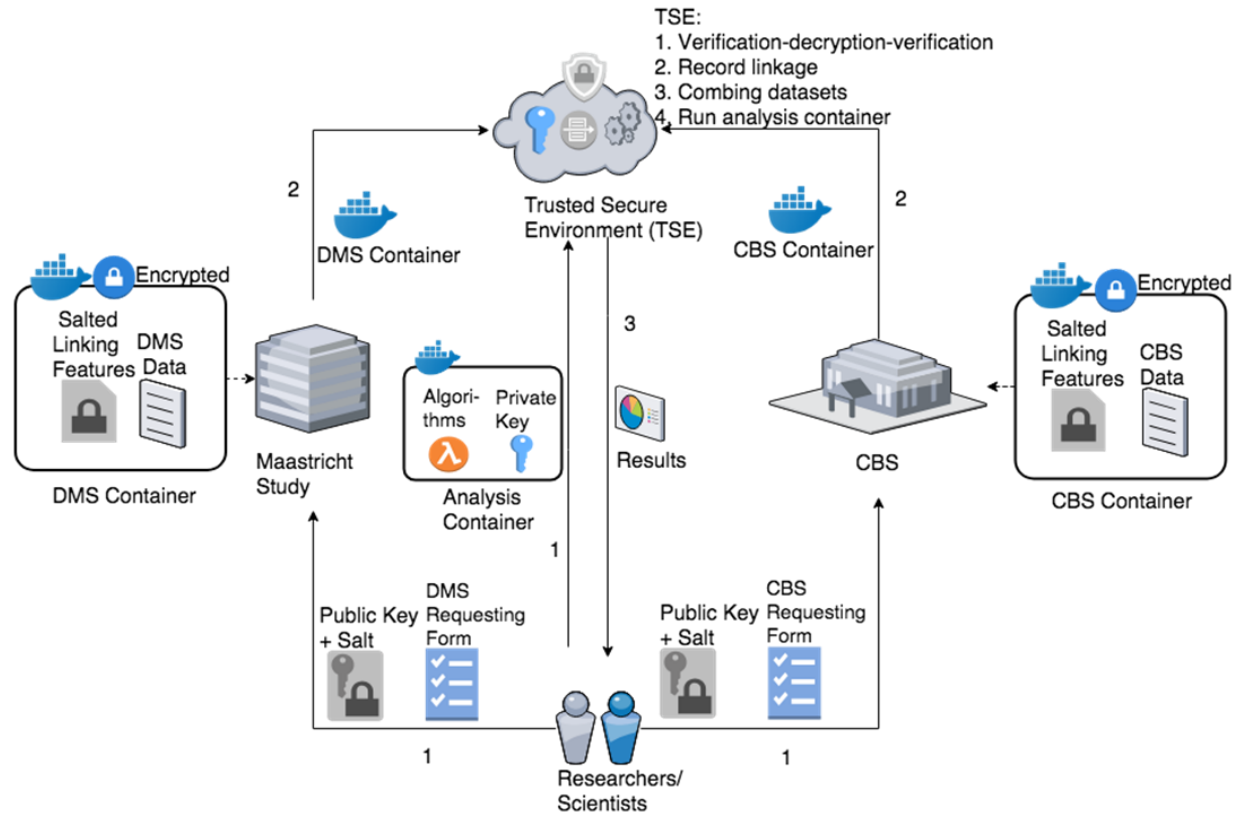 TSE:
1. Verification-decryption-verification
2. Record linkage
3. Combing datasets
4. Run analysis container
2
DMS Container
Trusted Secure
Environment (TSE)
CBS Container
2
Encrypted
Salted
Linking
Features
DMS
Data
DMS Container
Maastricht
Study
Algori-
thms
Private
Key
Analysis
Container
3
Results
CBS
Encrypted
Salted
Linking
Features
CBS
Data
CBS Container
1
Public Key
+ Salt
DMS
Requesting
Form
Public Key
+ Salt
CBS
Requesting
Form
1
1
Researchers/
Scientists